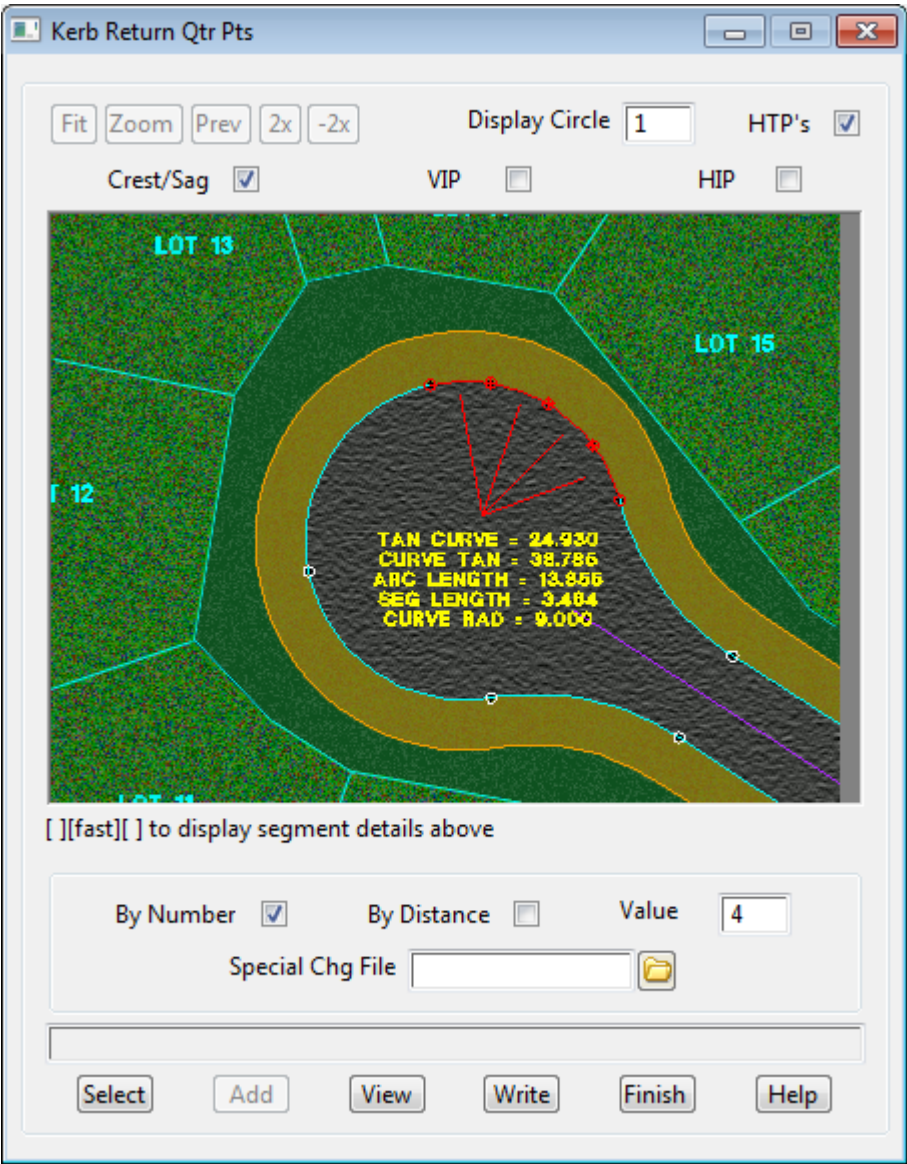 Kerb Return Qtr Pts
Fit Zoom Prev 2x -2x Display Circle 1 HTP's
Crest/Sag VIP HIP
LOT 13
LOT 15
T 12
TAN CURVE = 24.930
CURVE TAN = 38.785
ARC LENGTH = 13.855
SEG LENGTH = 3.464
CURVE RAD = 9.000
LOT 11
[ ][fast][ ] to display segment details above
By Number By Distance Value 4
Special Chg File
Select Add View Write Finish Help